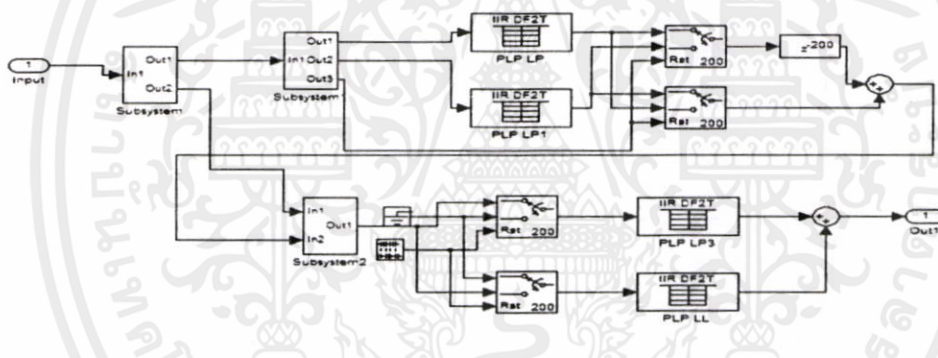 IIR DF2T
PLP LP
Rst 200
z-200
1
Input
In1
Out1
Out2
Subsystem
In1
Out1
Out2
Out3
Subsystem
IIR DF2T
PLP LP1
Rst 200
In1
In2
Out1
Subsystem2
Rst 200
IIR DF2T
PLP LP3
1
Out1
Rst 200
IIR DF2T
PLP LL